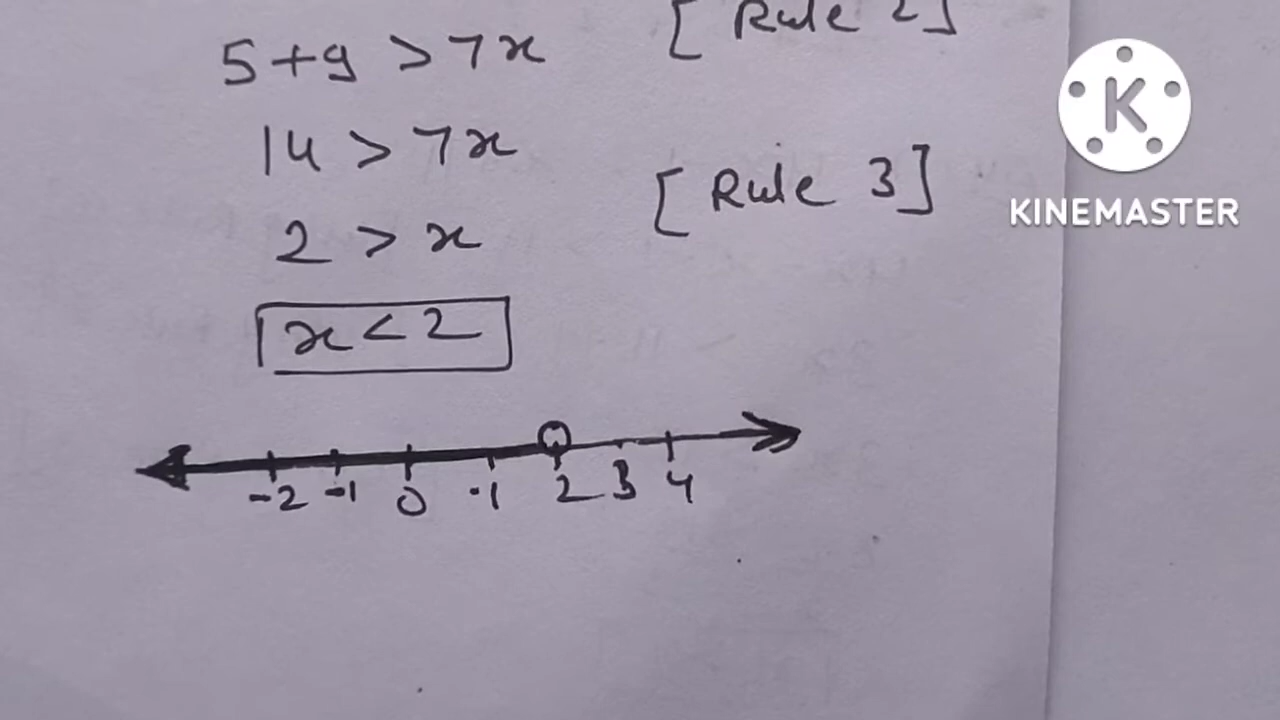 [Rule 2]
5+9 > 7x
14 > 7x
[Rule 3]
2 > x
x < 2
-2 -1 0 1 2 3 4
K
KINEMASTER